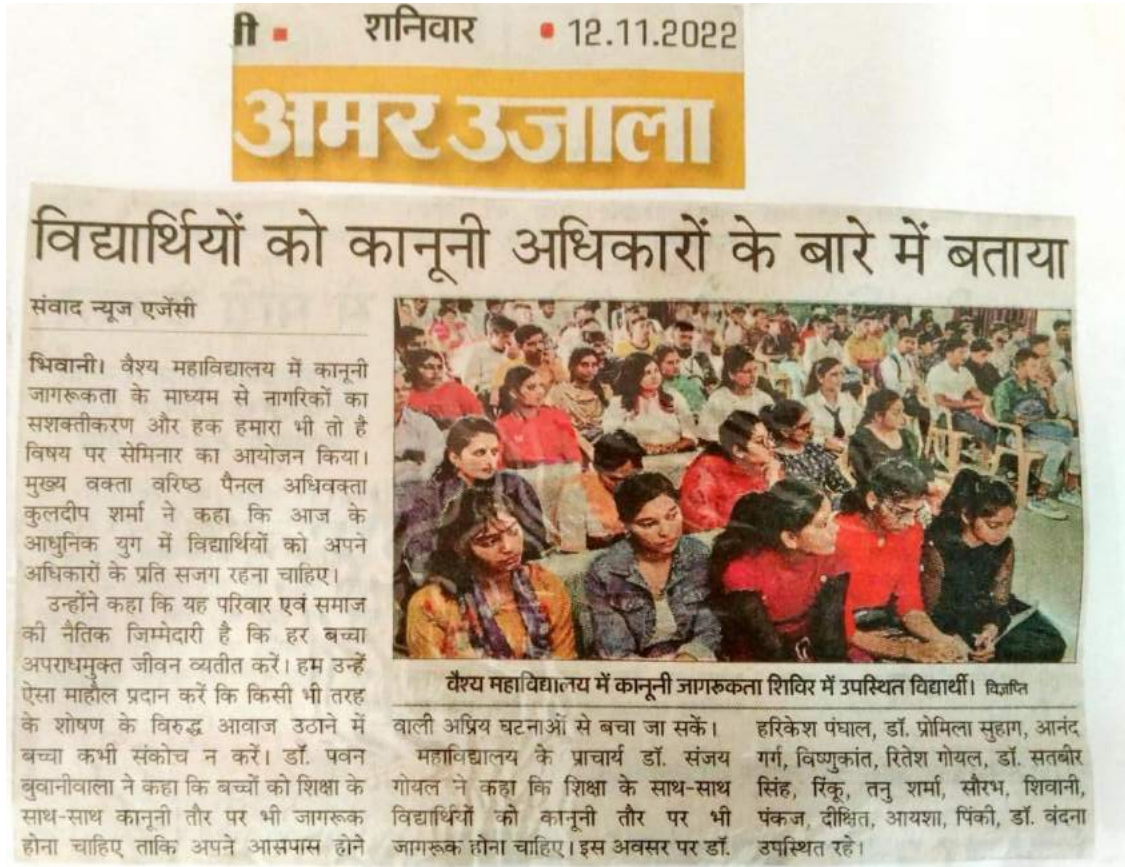 ी▪ शनिवार ▪ 12.11.2022
अमर उजाला
विद्यार्थियों को कानूनी अधिकारों के बारे में बताया
संवाद न्यूज एजेंसी
भिवानी। वैश्य महाविद्यालय में कानूनी
जागरूकता के माध्यम से नागरिकों का
सशक्तीकरण और हक हमारा भी तो है
विषय पर सेमिनार का आयोजन किया।
मुख्य वक्ता वरिष्ठ पैनल अधिवक्ता
कुलदीप शर्मा ने कहा कि आज के
आधुनिक युग में विद्यार्थियों को अपने
अधिकारों के प्रति सजग रहना चाहिए।
उन्होंने कहा कि यह परिवार एवं समाज
की नैतिक जिम्मेदारी है कि हर बच्चा
अपराधमुक्त जीवन व्यतीत करें। हम उन्हें
ऐसा माहौल प्रदान करें कि किसी भी तरह
के शोषण के विरुद्ध आवाज उठाने में
बच्चा कभी संकोच न करें। डॉ. पवन
बुवानीवाला ने कहा कि बच्चों को शिक्षा के
साथ-साथ कानूनी तौर पर भी जागरूक
होना चाहिए ताकि अपने आसपास होने
वैश्य महाविद्यालय में कानूनी जागरूकता शिविर में उपस्थित विद्यार्थी। विज्ञप्ति
वाली अप्रिय घटनाओं से बचा जा सकें।
महाविद्यालय के प्राचार्य डॉ. संजय
गोयल ने कहा कि शिक्षा के साथ-साथ
विद्यार्थियों को कानूनी तौर पर भी
जागरूक होना चाहिए। इस अवसर पर डॉ.
हरिकेश पंघाल, डॉ. प्रोमिला सुहाग, आनंद
गर्ग, विष्णुकांत, रितेश गोयल, डॉ. सतबीर
सिंह, रिंकू, तनु शर्मा, सौरभ, शिवानी,
पंकज, दीक्षित, आयशा, पिंकी, डॉ. वंदना
उपस्थित रहे।